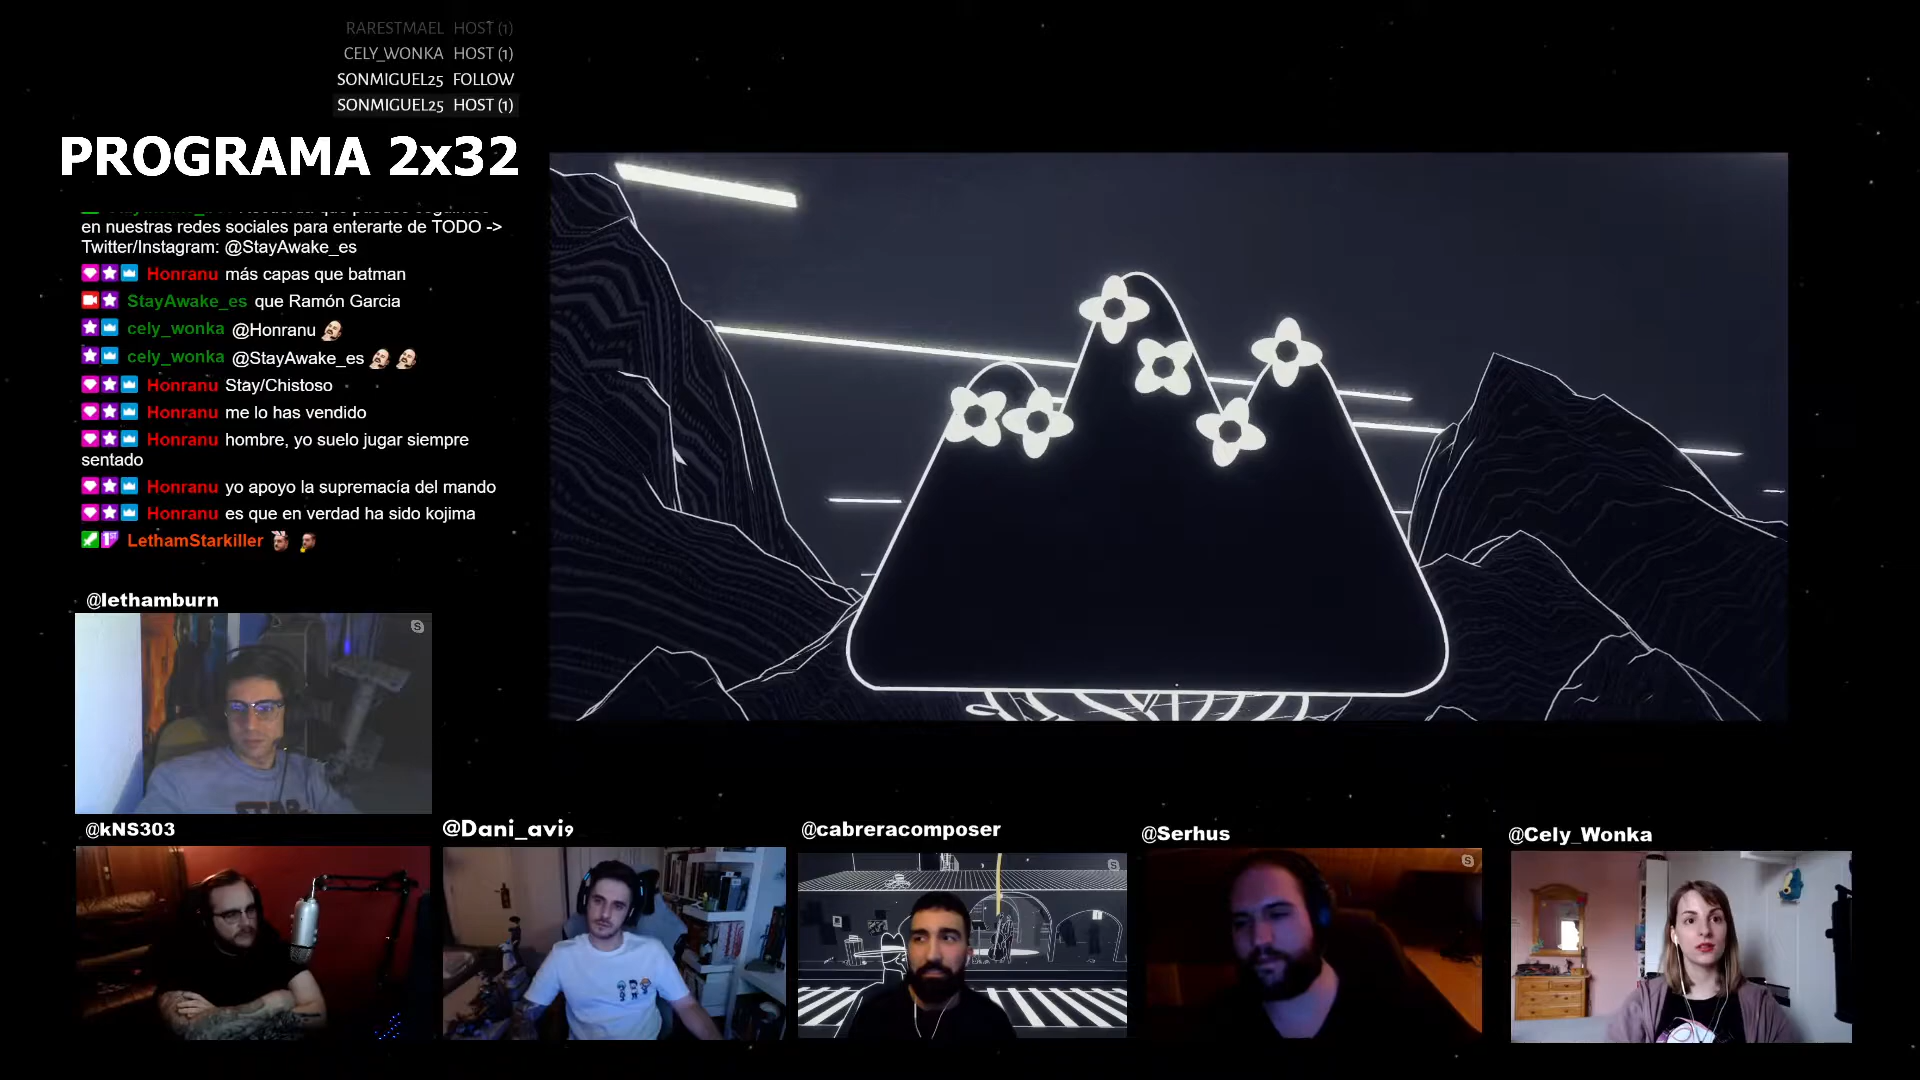 RARESTMAEL HOST (1)
CELY_WONKA HOST (1)
SONMIGUEL25 FOLLOW
SONMIGUEL25 HOST (1)
PROGRAMA 2x32
en nuestras redes sociales para enterarte de TODO ->
Twitter/Instagram: @StayAwake_es
Honranu más capas que batman
StayAwake_es que Ramón Garcia
cely_wonka @Honranu
cely_wonka @StayAwake_es
Honranu Stay/Chistoso
Honranu me lo has vendido
Honranu hombre, yo suelo jugar siempre
sentado
Honranu yo apoyo la supremacía del mando
Honranu es que en verdad ha sido kojima
LethamStarkiller
@lethamburn
@kNS303
@Dani_avi9
@cabreracomposer
@Serhus
@Cely_Wonka